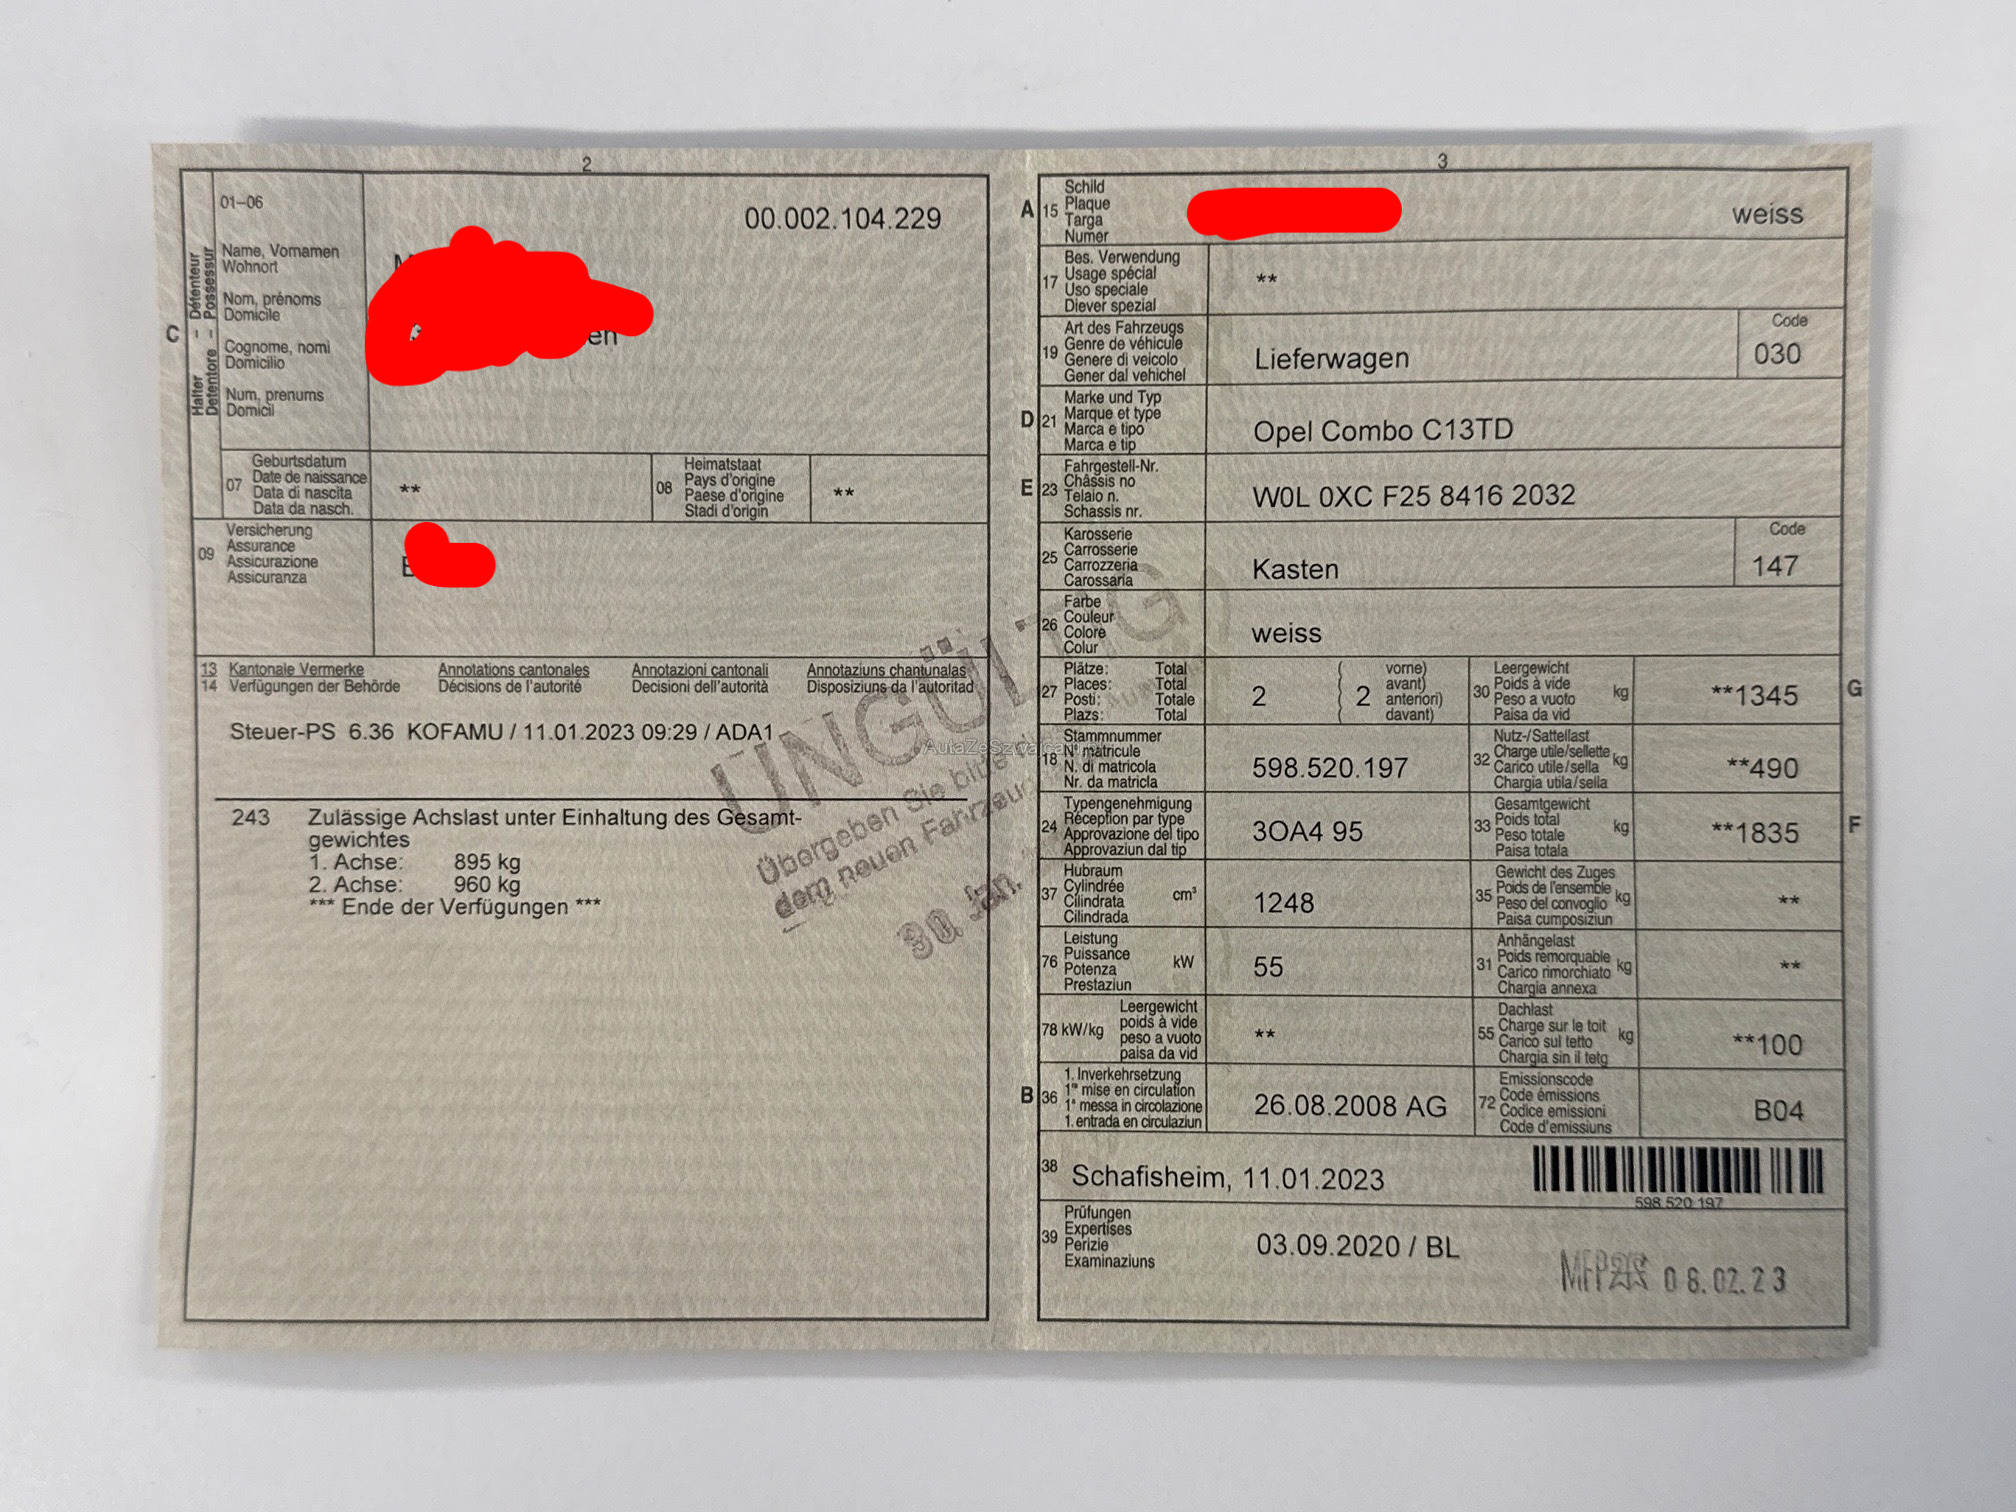 2
01–06
00.002.104.229
Halter - Détenteur
Detentore - Possessur
C
Name, Vornamen
Wohnort
Nom, prénoms
Domicile
Cognome, nomi
Domicilio
Num, prenums
Domicil
en
07
Geburtsdatum
Date de naissance
Data di nascita
Data da nasch.
**
08
Heimatstaat
Pays d'origine
Paese d'origine
Stadi d'origin
**
09
Versicherung
Assurance
Assicurazione
Assicuranza
13 Kantonale Vermerke Annotations cantonales Annotazioni cantonali Annotaziuns chantunalas
14 Verfügungen der Behörde Décisions de l'autorité Decisioni dell'autorità Disposiziuns da l'autoritad
Steuer-PS 6.36 KOFAMU / 11.01.2023 09:29 / ADA1
243 Zulässige Achslast unter Einhaltung des Gesamt-
gewichtes
1. Achse: 895 kg
2. Achse: 960 kg
*** Ende der Verfügungen ***
UNGÜLTIG
Übergeben Sie bitte
dem neuen Fahrzeug
30. Jan.
3
A 15
Schild
Plaque
Targa
Numer
weiss
17
Bes. Verwendung
Usage spécial
Uso speciale
Diever spezial
**
19
Art des Fahrzeugs
Genre de véhicule
Genere di veicolo
Gener dal vehichel
Lieferwagen
Code
030
D 21
Marke und Typ
Marque et type
Marca e tipo
Marca e tip
Opel Combo C13TD
E 23
Fahrgestell-Nr.
Châssis no
Telaio n.
Schassis nr.
W0L 0XC F25 8416 2032
25
Karosserie
Carrosserie
Carrozzeria
Carossaria
Kasten
Code
147
26
Farbe
Couleur
Colore
Colur
weiss
27
Plätze: Total
Places: Total
Posti: Totale
Plazs: Total
2
( vorne)
2 avant)
anteriori)
( davant)
30
Leergewicht
Poids à vide
Peso a vuoto
Paisa da vid
kg
**1345
G
18
Stammnummer
N° matricule
N. di matricola
Nr. da matricla
598.520.197
32
Nutz-/Sattellast
Charge utile/sellette
Carico utile/sella
Chargia utila/sella
kg
**490
24
Typengenehmigung
Réception par type
Approvazione del tipo
Approvaziun dal tip
3OA4 95
33
Gesamtgewicht
Poids total
Peso totale
Paisa totala
kg
**1835
F
37
Hubraum
Cylindrée
Cilindrata
Cilindrada
cm³
1248
35
Gewicht des Zuges
Poids de l'ensemble
Peso del convoglio
Paisa cumposiziun
kg
**
76
Leistung
Puissance
Potenza
Prestaziun
kW
55
31
Anhängelast
Poids remorquable
Carico rimorchiato
Chargia annexa
kg
**
78 kW/kg
Leergewicht
poids à vide
peso a vuoto
paisa da vid
**
55
Dachlast
Charge sur le toit
Carico sul tetto
Chargia sin il tetg
kg
**100
B 36
1. Inverkehrsetzung
1re mise en circulation
1a messa in circolazione
1. entrada en circulaziun
26.08.2008 AG
72
Emissionscode
Code émissions
Codice emissioni
Code d'emissiuns
B04
38
Schafisheim, 11.01.2023
598 520 197
39
Prüfungen
Expertises
Perizie
Examinaziuns
03.09.2020 / BL
08.02.23